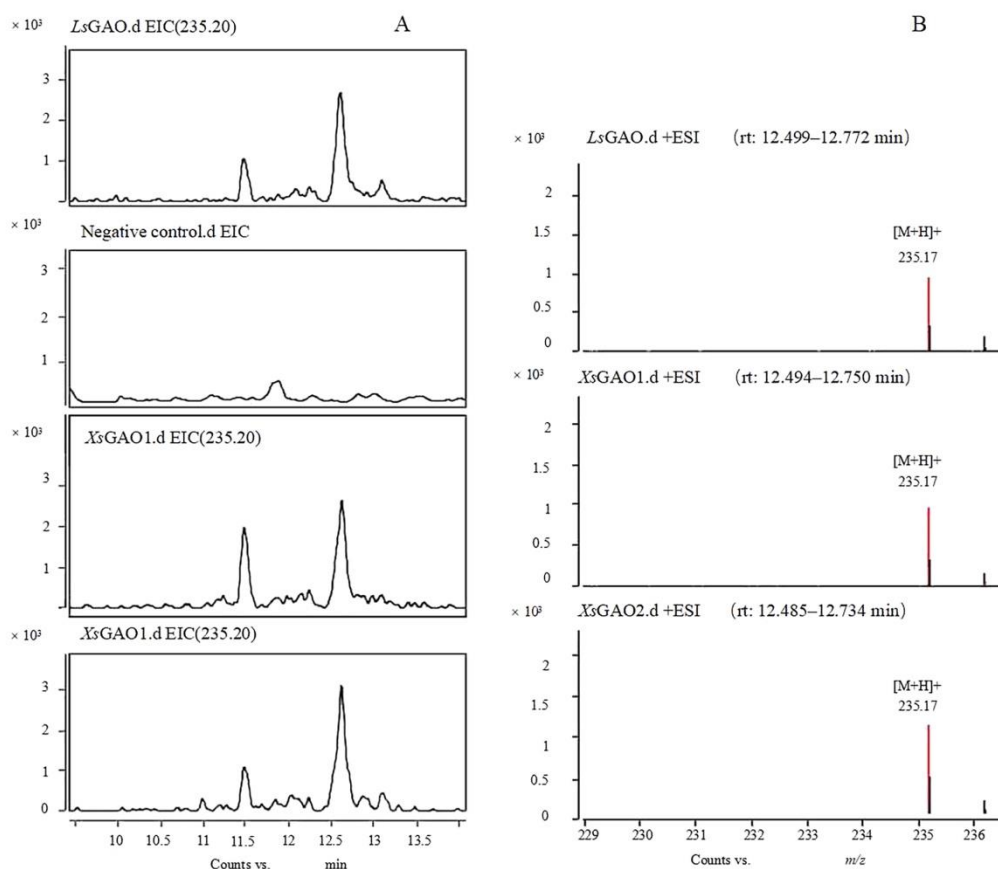 LsGAO.d EIC(235.20)
A
× 10³
3
2
1
Negative control.d EIC
× 10³
3
2
1
XsGAO1.d EIC(235.20)
× 10³
3
2
1
0
XsGAO1.d EIC(235.20)
× 10³
3
2
1
0
10 11 11.5 12 12.5 13 13.5
Counts vs. min
B
LsGAO.d +ESI (rt: 12.499–12.772 min)
× 10³
2
1.5
1
0.5
0
[M+H]+
235.17
XsGAO1.d +ESI (rt: 12.494–12.750 min)
× 10³
2
1.5
1
0.5
0
[M+H]+
235.17
XsGAO2.d +ESI (rt: 12.485–12.734 min)
× 10³
2
1.5
1
0.5
0
[M+H]+
235.17
229 230 231 232 233 234 235 236
Counts vs. m/z